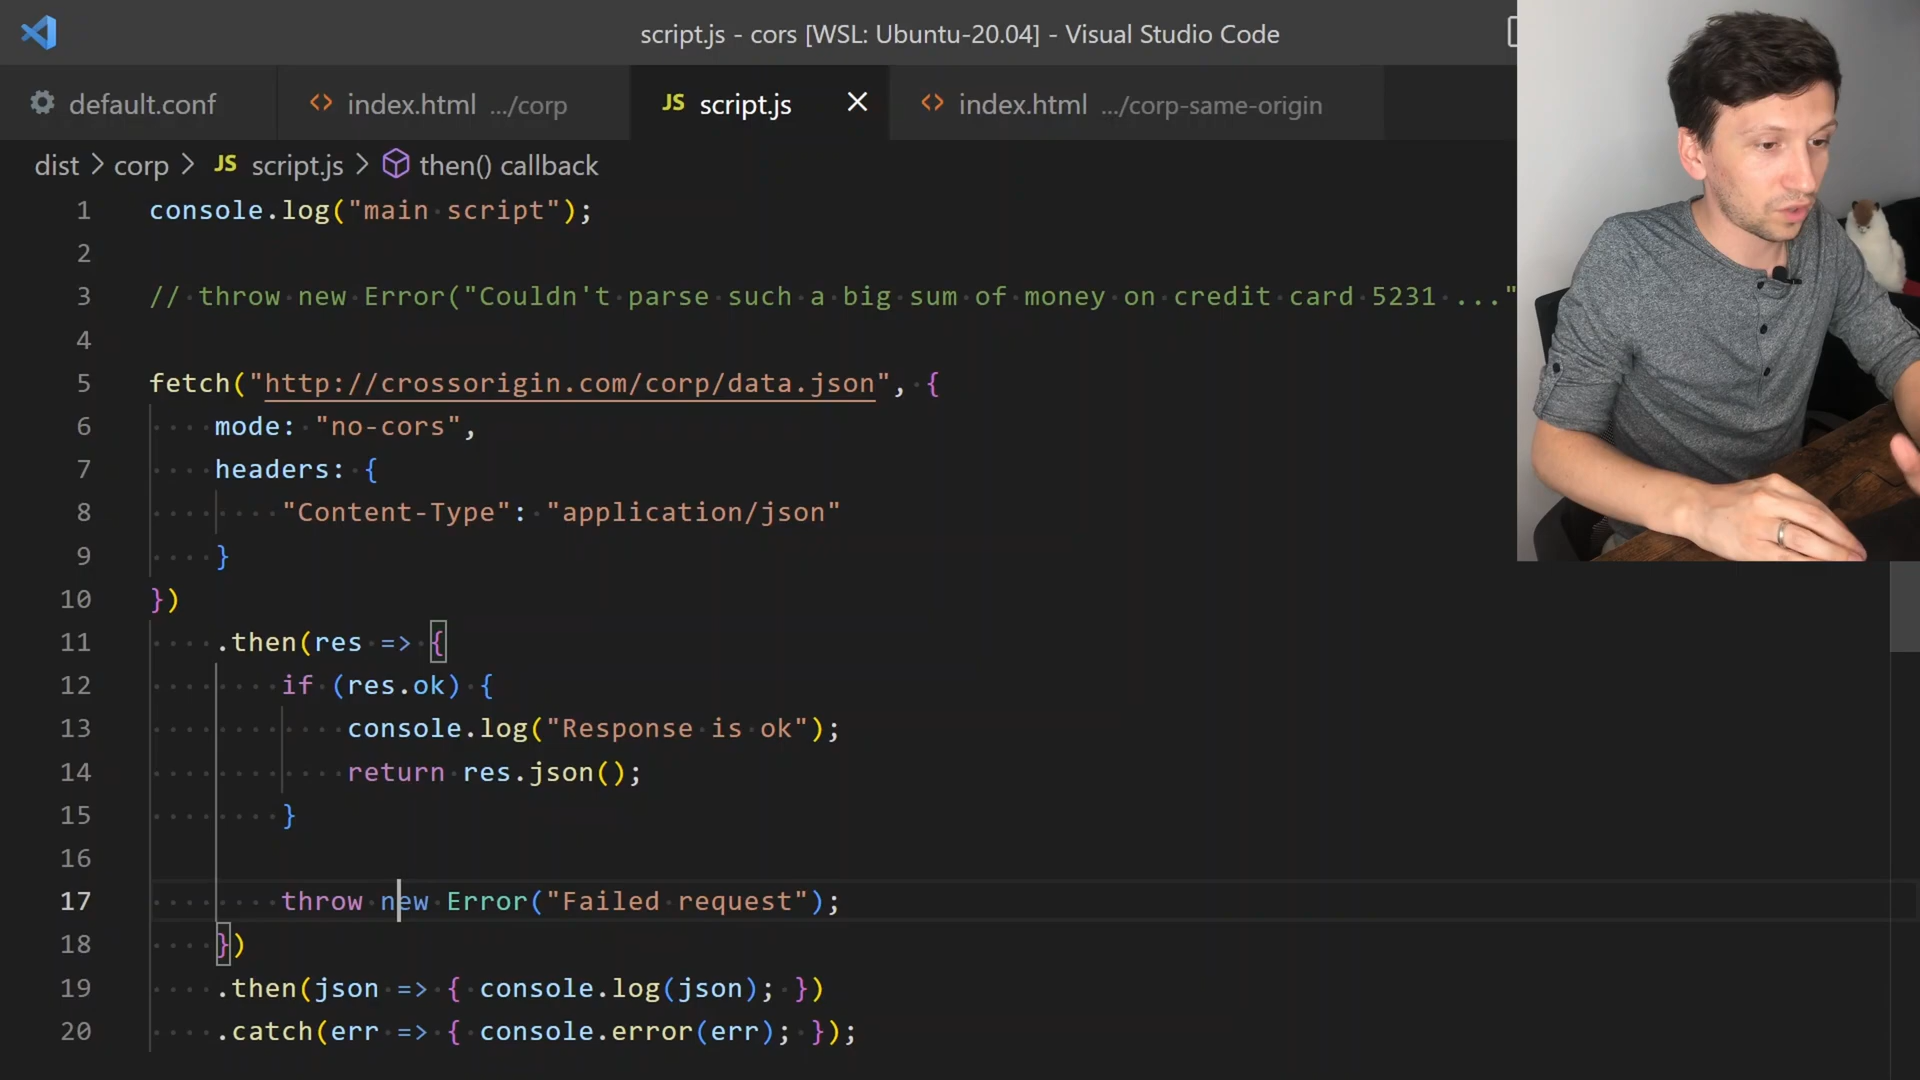 script.js - cors [WSL: Ubuntu-20.04] - Visual Studio Code
default.conf
index.html .../corp
JS script.js
index.html .../corp-same-origin
dist > corp > JS script.js > then() callback
1 console.log("main script");
2
3 // throw new Error("Couldn't parse such a big sum of money on credit card 5231 ..."
4
5 fetch("http://crossorigin.com/corp/data.json", {
6 mode: "no-cors",
7 headers: {
8 "Content-Type": "application/json"
9 }
10 })
11 .then(res => {
12 if (res.ok) {
13 console.log("Response is ok");
14 return res.json();
15 }
16
17 throw new Error("Failed request");
18 })
19 .then(json => { console.log(json); })
20 .catch(err => { console.error(err); });